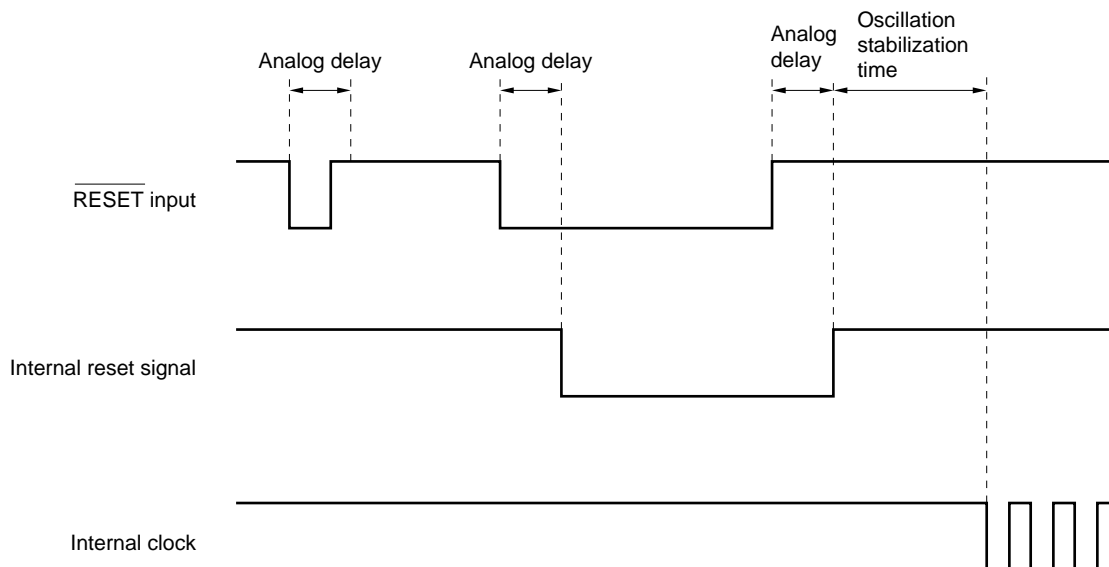 Analog delay
Analog delay
Analog
delay
Oscillation
stabilization
time
RESET input
Internal reset signal
Internal clock